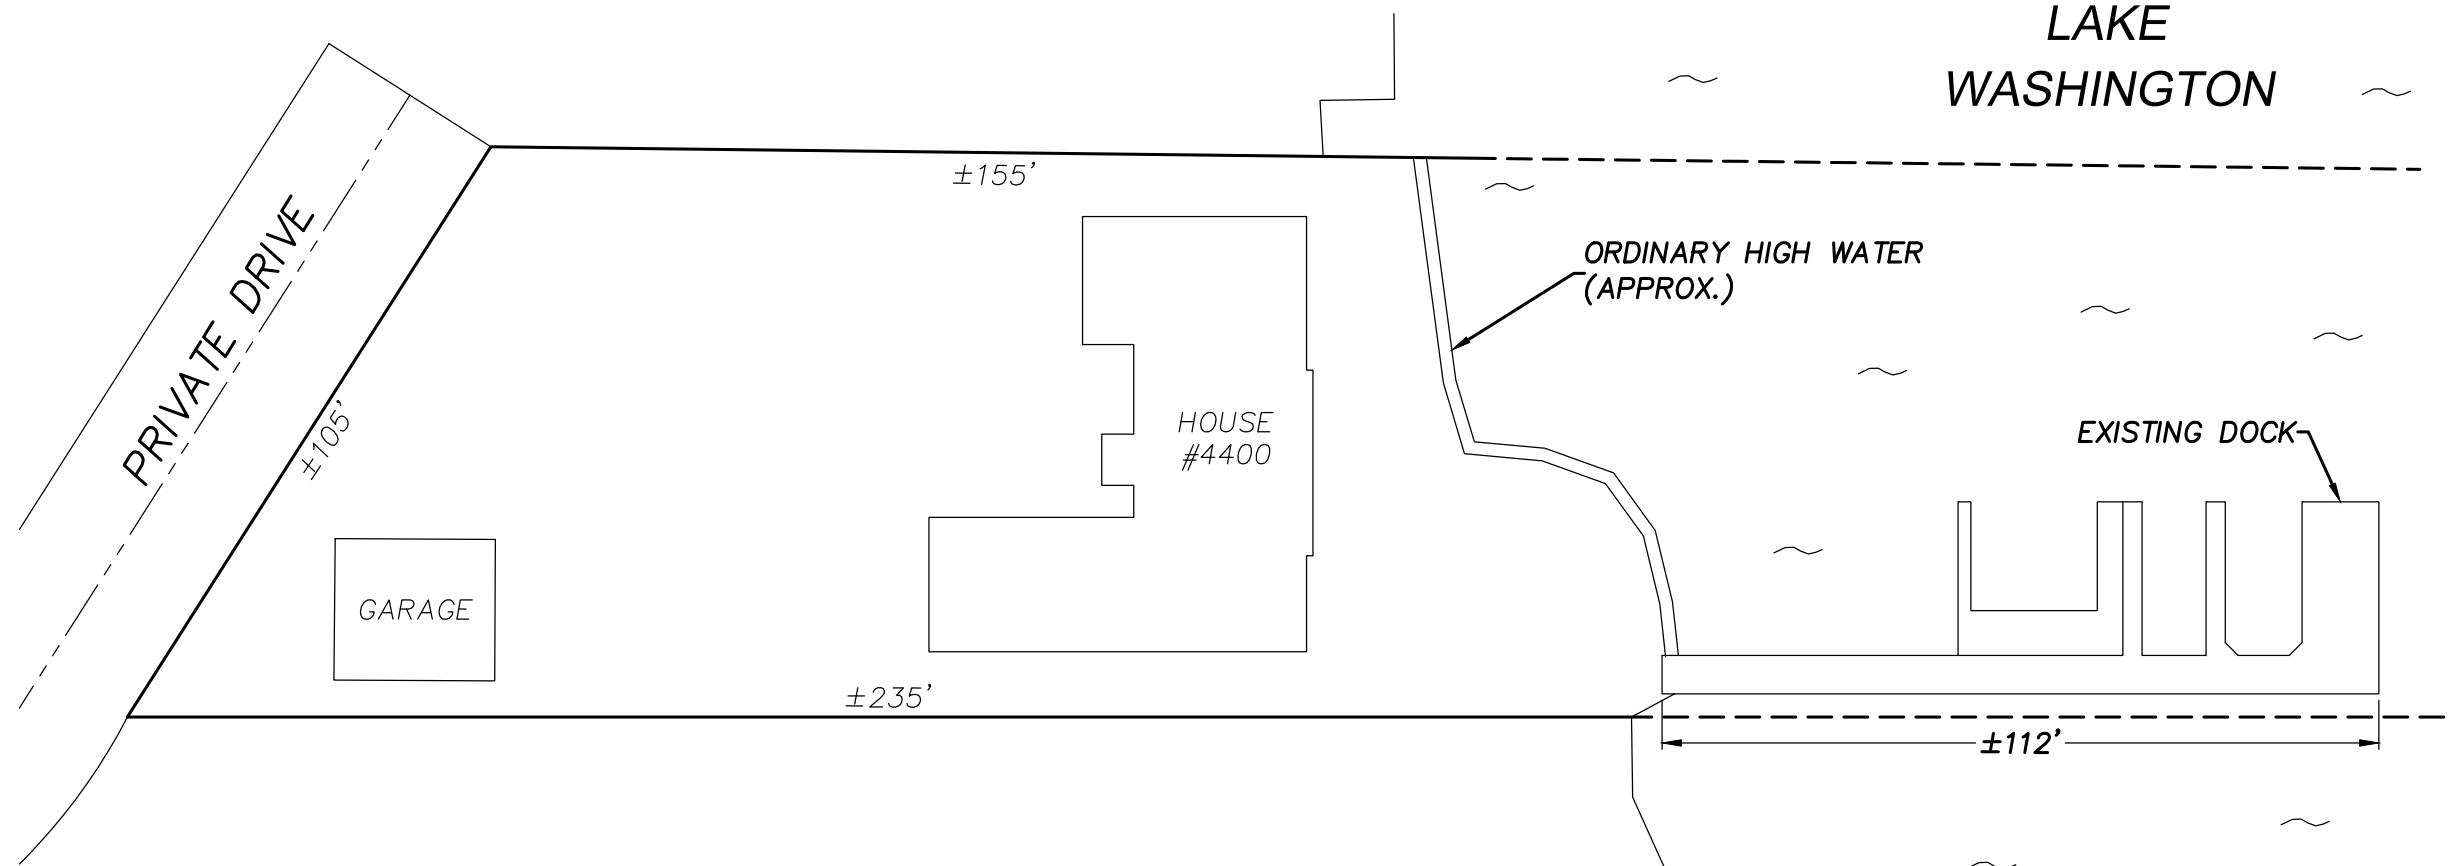 LAKE
WASHINGTON
±155'
PRIVATE DRIVE
ORDINARY HIGH WATER
(APPROX.)
±105'
HOUSE
#4400
EXISTING DOCK
GARAGE
±235'
±112'